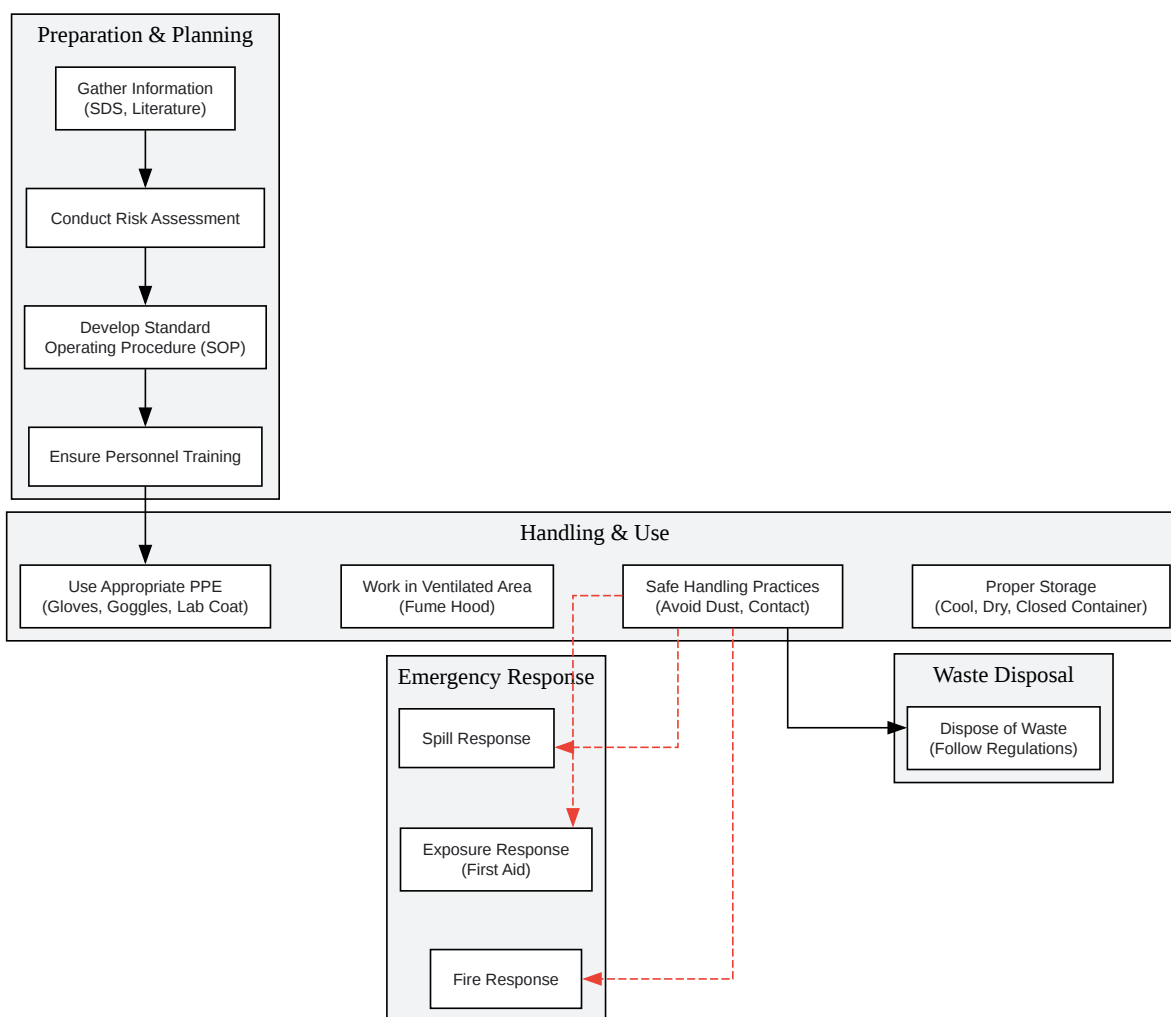 Preparation & Planning
Gather Information
(SDS, Literature)
Conduct Risk Assessment
Develop Standard
Operating Procedure (SOP)
Ensure Personnel Training
Handling & Use
Use Appropriate PPE
(Gloves, Goggles, Lab Coat)
Work in Ventilated Area
(Fume Hood)
Safe Handling Practices
(Avoid Dust, Contact)
Proper Storage
(Cool, Dry, Closed Container)
Emergency Response
Spill Response
Exposure Response
(First Aid)
Fire Response
Waste Disposal
Dispose of Waste
(Follow Regulations)